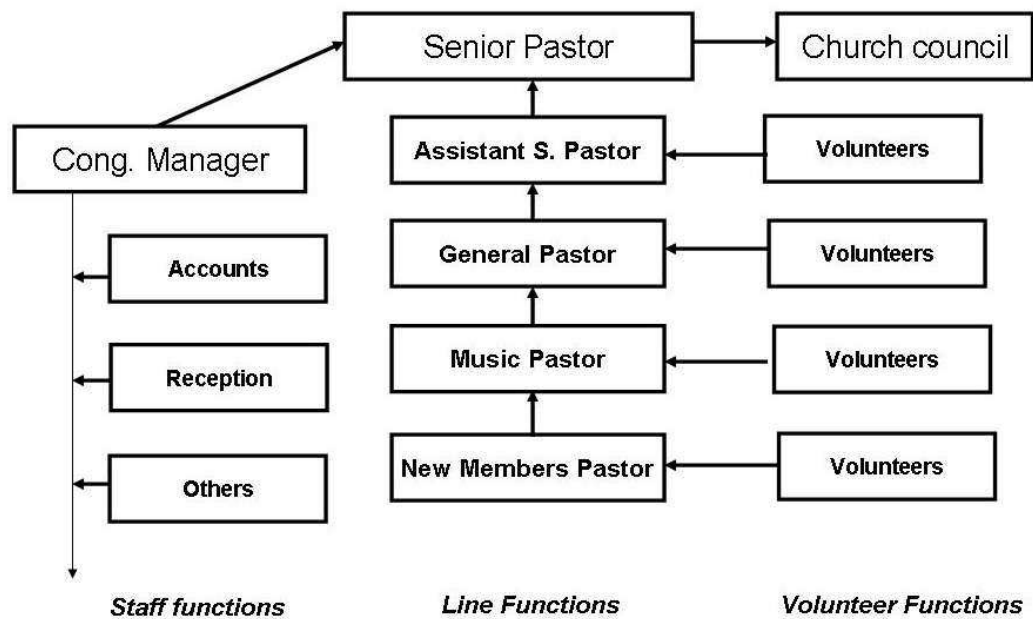 Senior Pastor
Church council
Cong. Manager
Assistant S. Pastor
Volunteers
Accounts
General Pastor
Volunteers
Reception
Music Pastor
Volunteers
Others
New Members Pastor
Volunteers
Staff functions
Line Functions
Volunteer Functions